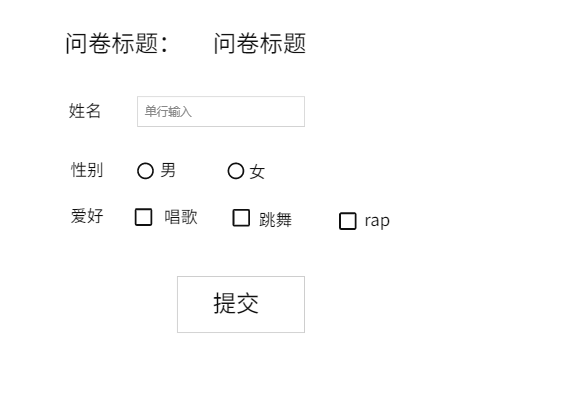 问卷标题： 问卷标题
姓名 单行输入
性别 男 女
爱好 唱歌 跳舞 rap
提交